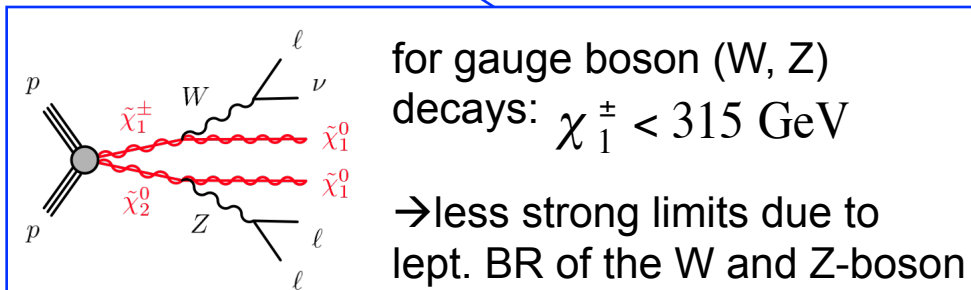 p
p
χ̃₁±
χ̃₂⁰
W
Z
ℓ
ν
χ̃₁⁰
χ̃₁⁰
ℓ
ℓ
for gauge boson (W, Z)
decays: χ₁± < 315 GeV
→less strong limits due to
lept. BR of the W and Z-boson